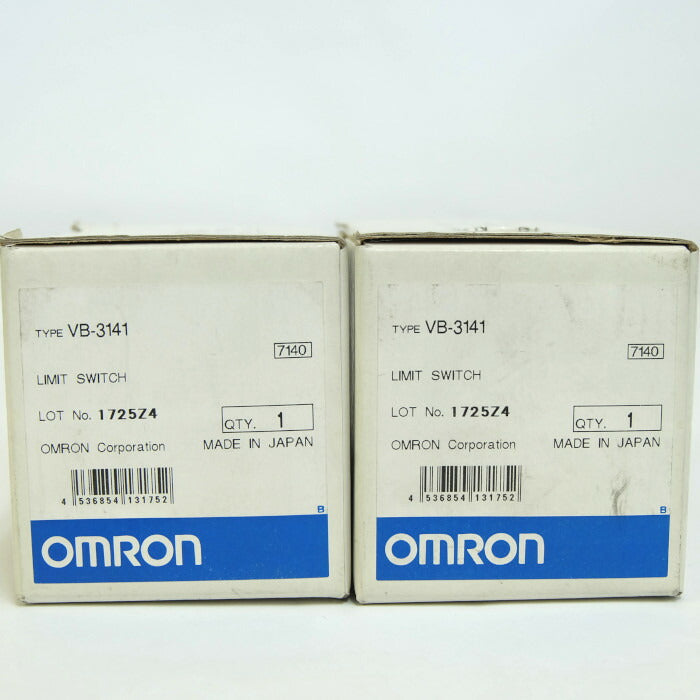 TYPE VB-3141
7140
LIMIT SWITCH
LOT No. 1725Z4
QTY. 1
OMRON Corporation
MADE IN JAPAN
4 536854 131752
B
OMRON
TYPE VB-3141
7140
LIMIT SWITCH
LOT No. 1725Z4
QTY. 1
OMRON Corporation
MADE IN JAPAN
4 536854 131752
B
OMRON